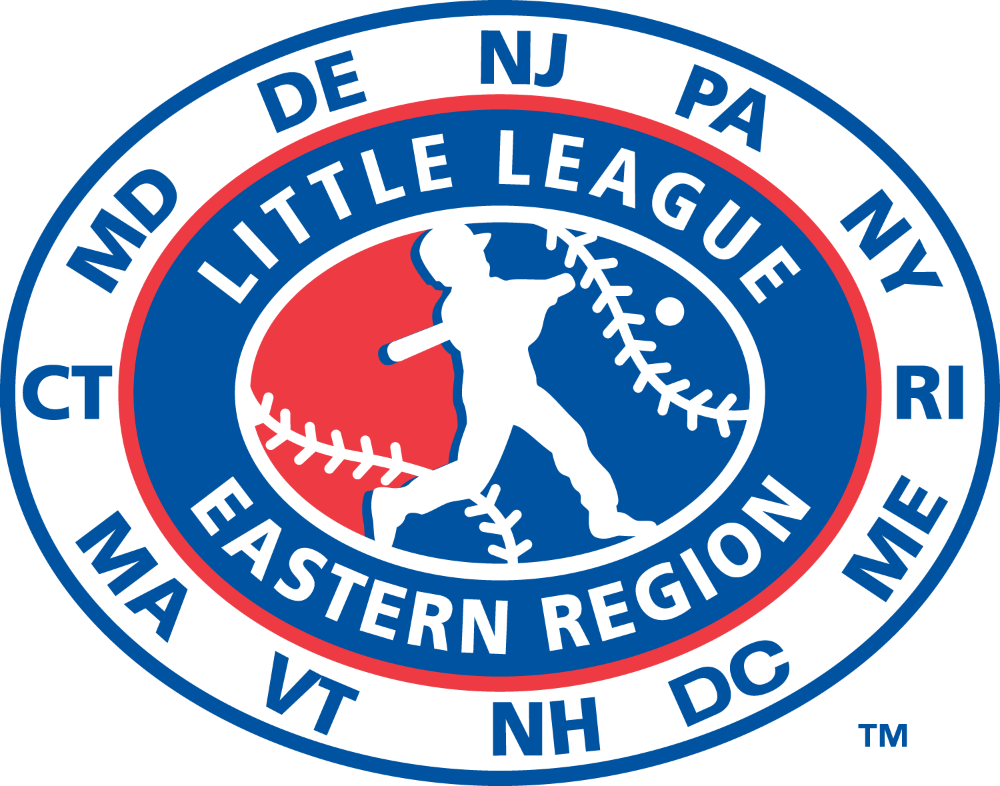 NJ
PA
NY
RI
ME
DC
NH
VT
MA
CT
MD
DE
LITTLE LEAGUE
EASTERN REGION
TM